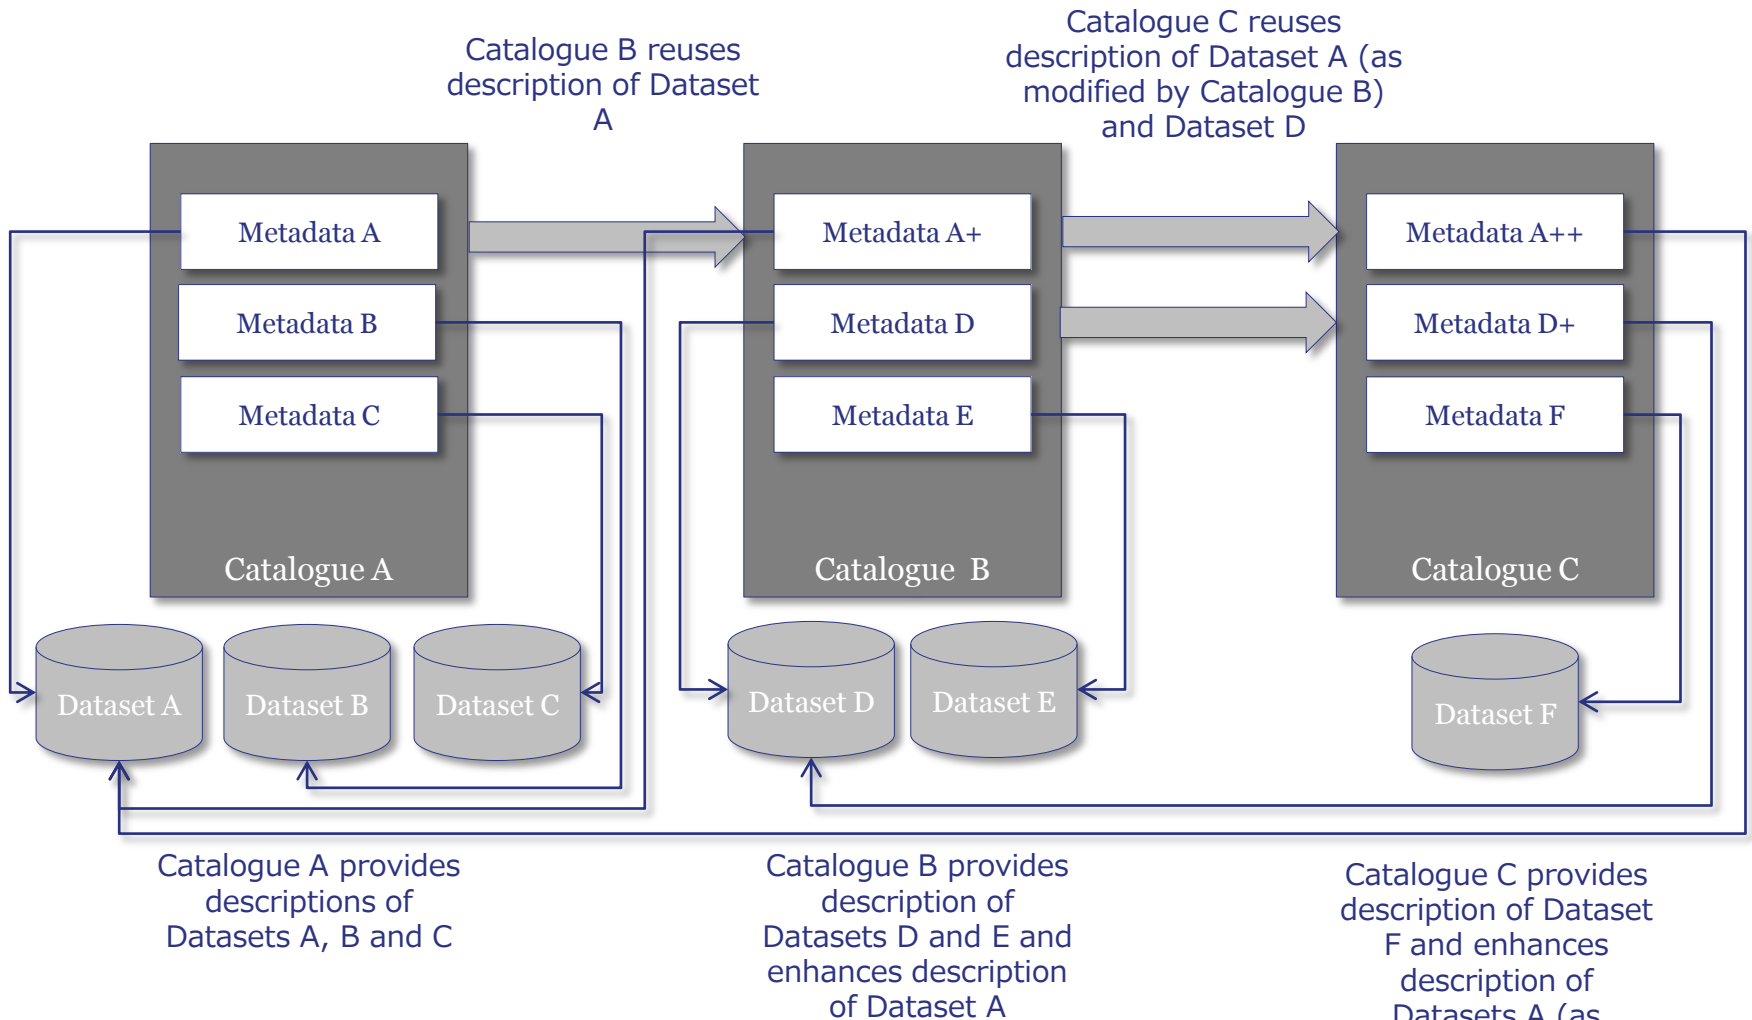 Catalogue B reuses
description of Dataset
A
Catalogue C reuses
description of Dataset A (as
modified by Catalogue B)
and Dataset D
Metadata A
Metadata B
Metadata C
Catalogue A
Metadata A+
Metadata D
Metadata E
Catalogue B
Metadata A++
Metadata D+
Metadata F
Catalogue C
Dataset A
Dataset B
Dataset C
Dataset D
Dataset E
Dataset F
Catalogue A provides
descriptions of
Datasets A, B and C
Catalogue B provides
description of
Datasets D and E and
enhances description
of Dataset A
Catalogue C provides
description of Dataset
F and enhances
description of
Datasets A (as